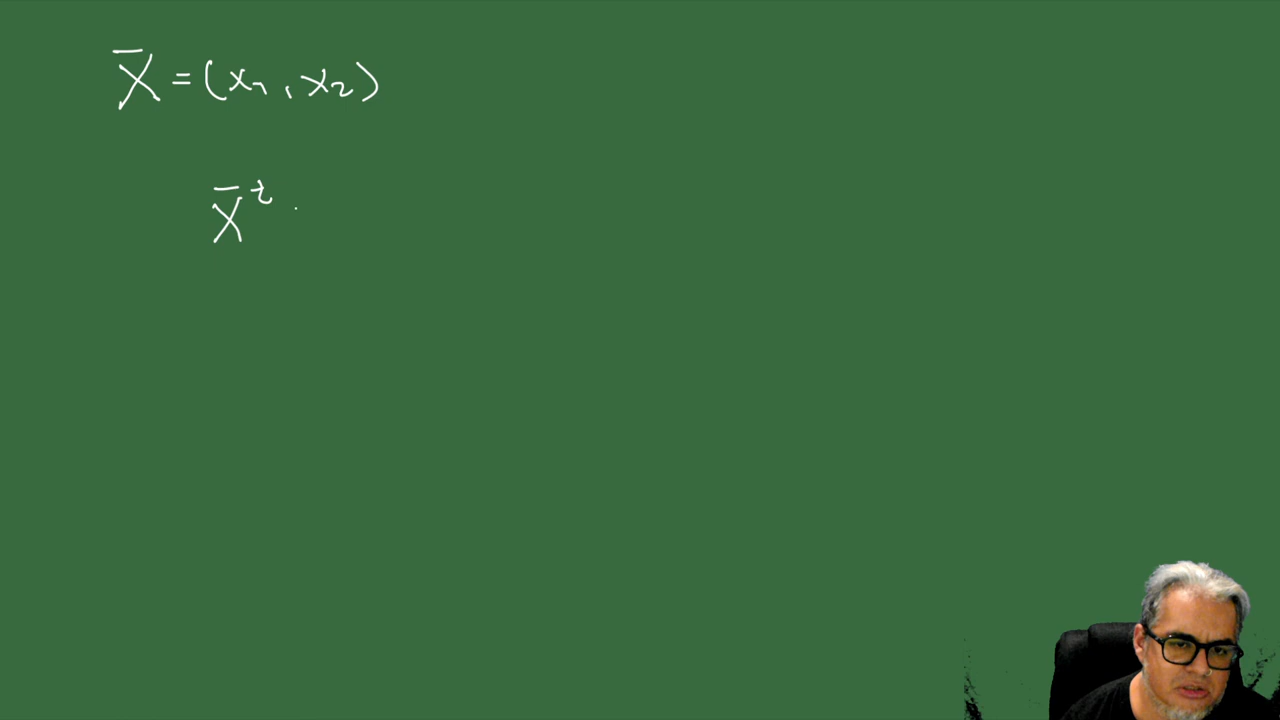 X̄ = (x₁, x₂)
X̄ᵗ